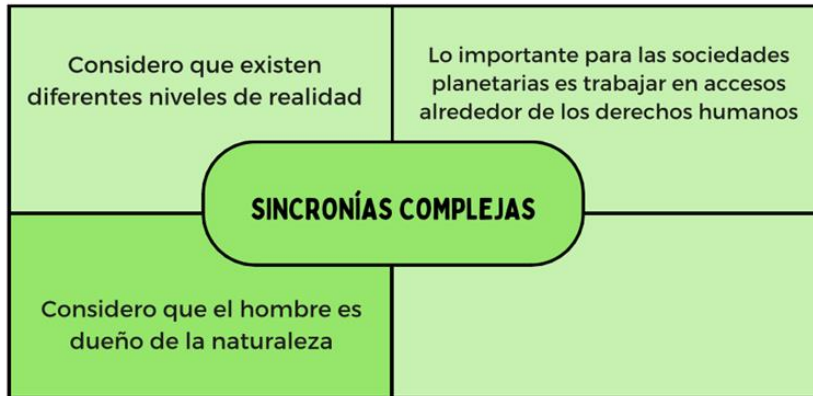 Considero que existen
diferentes niveles de realidad
Lo importante para las sociedades
planetarias es trabajar en accesos
alrededor de los derechos humanos
SINCRONÍAS COMPLEJAS
Considero que el hombre es
dueño de la naturaleza